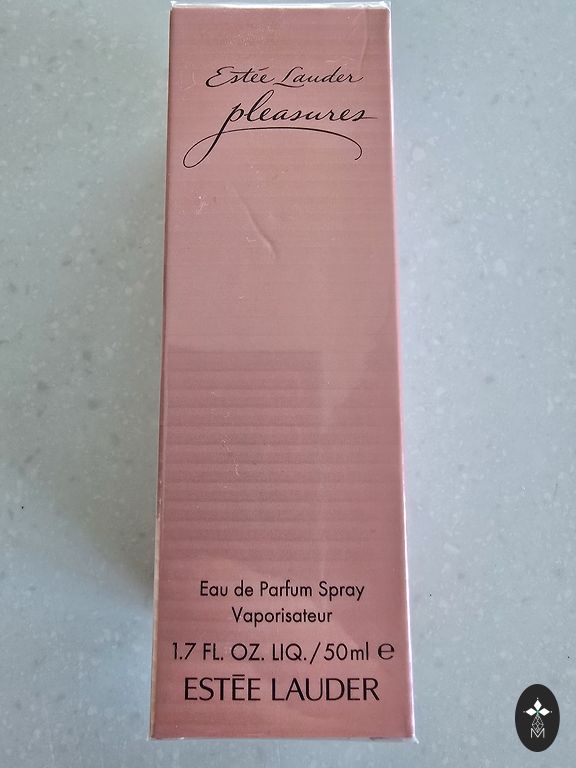 Estée Lauder
pleasures
Eau de Parfum Spray
Vaporisateur
1.7 FL. OZ. LIQ./50ml ℮
ESTĒE LAUDER